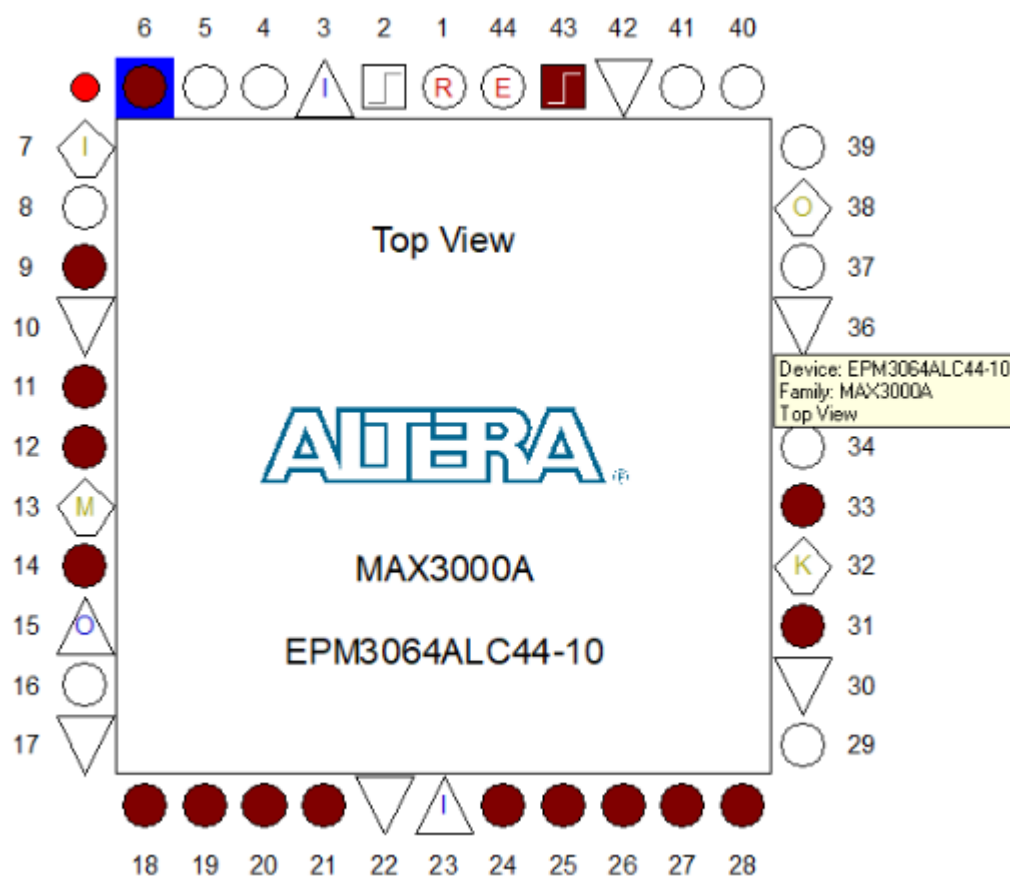 6 5 4 3 2 1 44 43 42 41 40
I R E
7 I 39
8 O 38
9 37
Top View
10 36
11
Device: EPM3064ALC44-10
Family: MAX3000A
Top View
12 34
ALTERA ®
13 M 33
14 K 32
MAX3000A
15 O 31
EPM3064ALC44-10
16 30
17 29
I
18 19 20 21 22 23 24 25 26 27 28